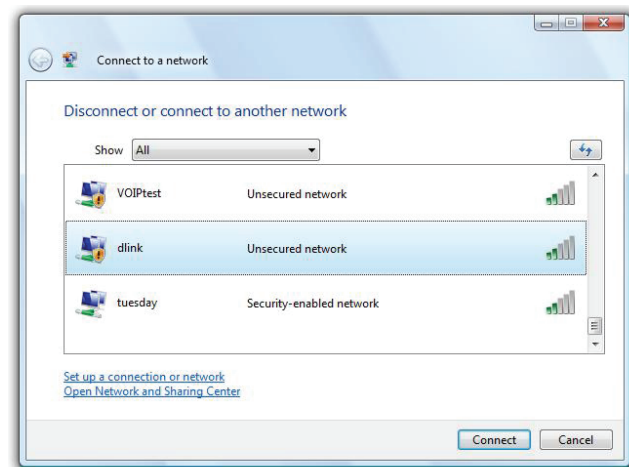 Connect to a network
Disconnect or connect to another network
Show All
VOIPtest Unsecured network
dlink Unsecured network
tuesday Security-enabled network
Set up a connection or network
Open Network and Sharing Center
Connect Cancel